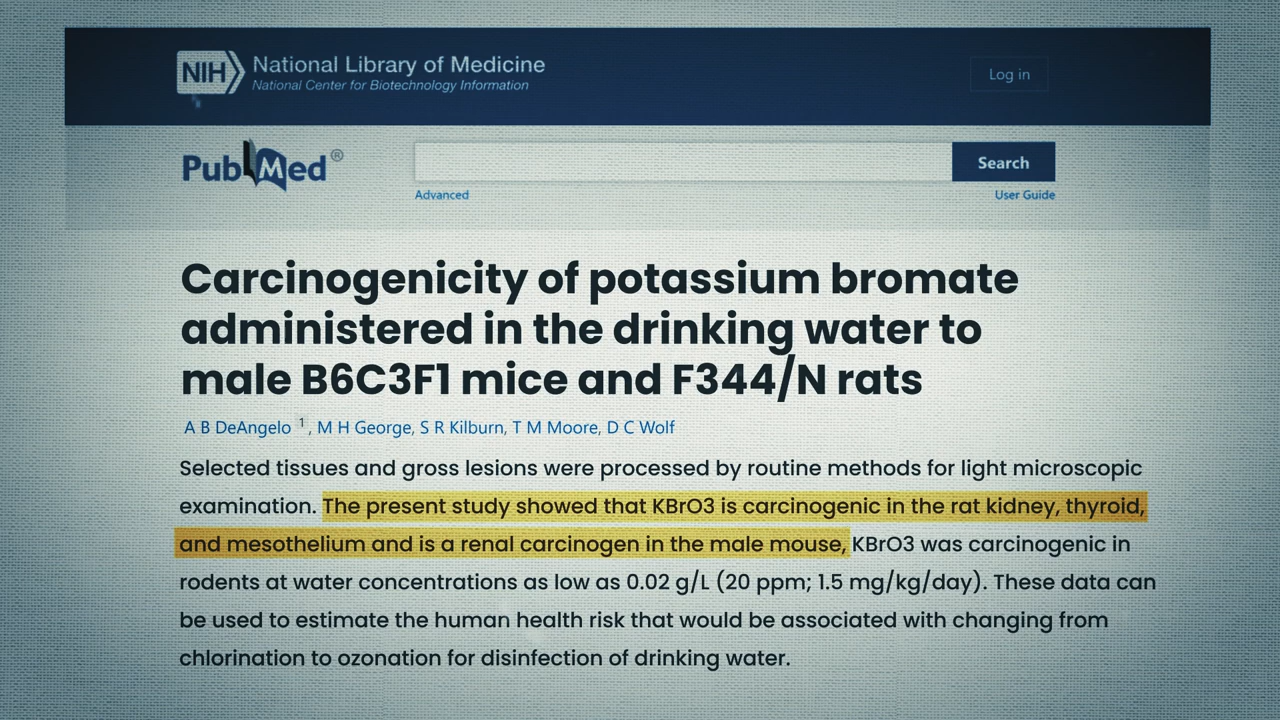 NIH National Library of Medicine
National Center for Biotechnology Information
Log in
PubMed®
Search
Advanced
User Guide
Carcinogenicity of potassium bromate
administered in the drinking water to
male B6C3F1 mice and F344/N rats
A B DeAngelo 1, M H George, S R Kilburn, T M Moore, D C Wolf
Selected tissues and gross lesions were processed by routine methods for light microscopic
examination. The present study showed that KBrO3 is carcinogenic in the rat kidney, thyroid,
and mesothelium and is a renal carcinogen in the male mouse, KBrO3 was carcinogenic in
rodents at water concentrations as low as 0.02 g/L (20 ppm; 1.5 mg/kg/day). These data can
be used to estimate the human health risk that would be associated with changing from
chlorination to ozonation for disinfection of drinking water.